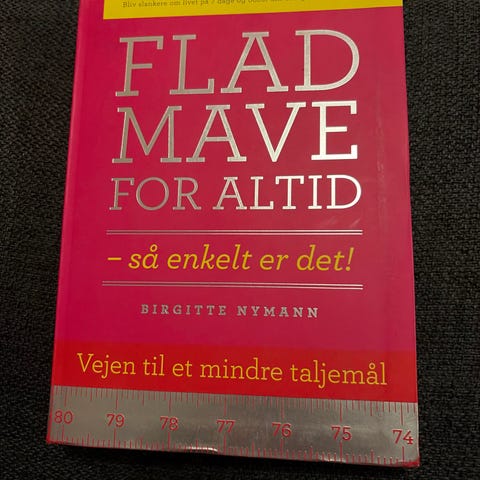 Bliv slankere om livet på 7 dage og
FLAD
MAVE
FOR ALTID
– så enkelt er det!
BIRGITTE NYMANN
Vejen til et mindre taljemål
80 79 78 77 76 75 74